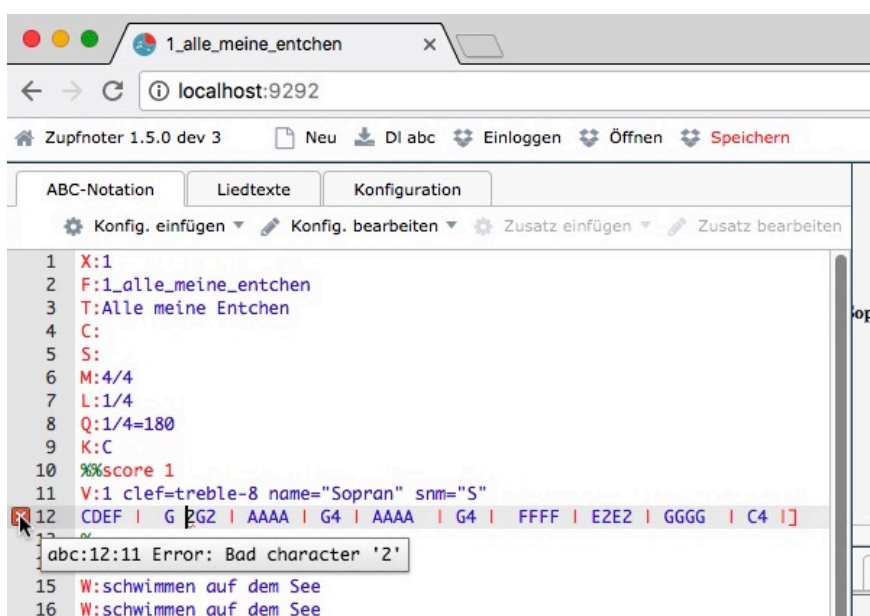 1_alle_meine_entchen
localhost:9292
Zupfnoter 1.5.0 dev 3 Neu Dl abc Einloggen Öffnen Speichern
ABC-Notation Liedtexte Konfiguration
Konfig. einfügen Konfig. bearbeiten Zusatz einfügen Zusatz bearbeiten
1 X:1
2 F:1_alle_meine_entchen
3 T:Alle meine Entchen
4 C:
5 S:
6 M:4/4
7 L:1/4
8 Q:1/4=180
9 K:C
10 %%score 1
11 V:1 clef=treble-8 name="Sopran" snm="S"
12 CDEF | G 2G2 | AAAA | G4 | AAAA | G4 | FFFF | E2E2 | GGGG | C4 |]
abc:12:11 Error: Bad character '2'
15 W:schwimmen auf dem See
16 W:schwimmen auf dem See